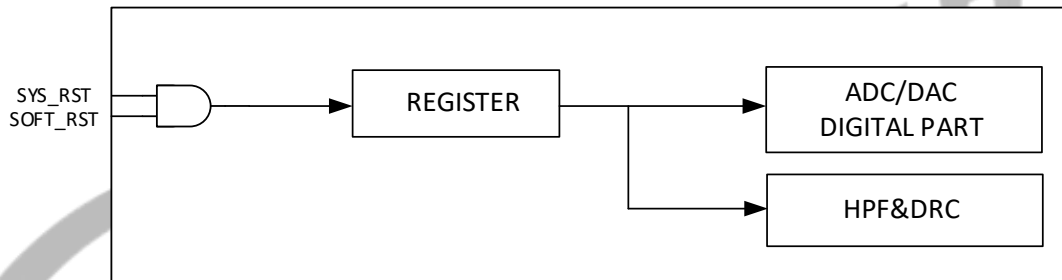 SYS_RST
SOFT_RST
REGISTER
ADC/DAC
DIGITAL PART
HPF&DRC